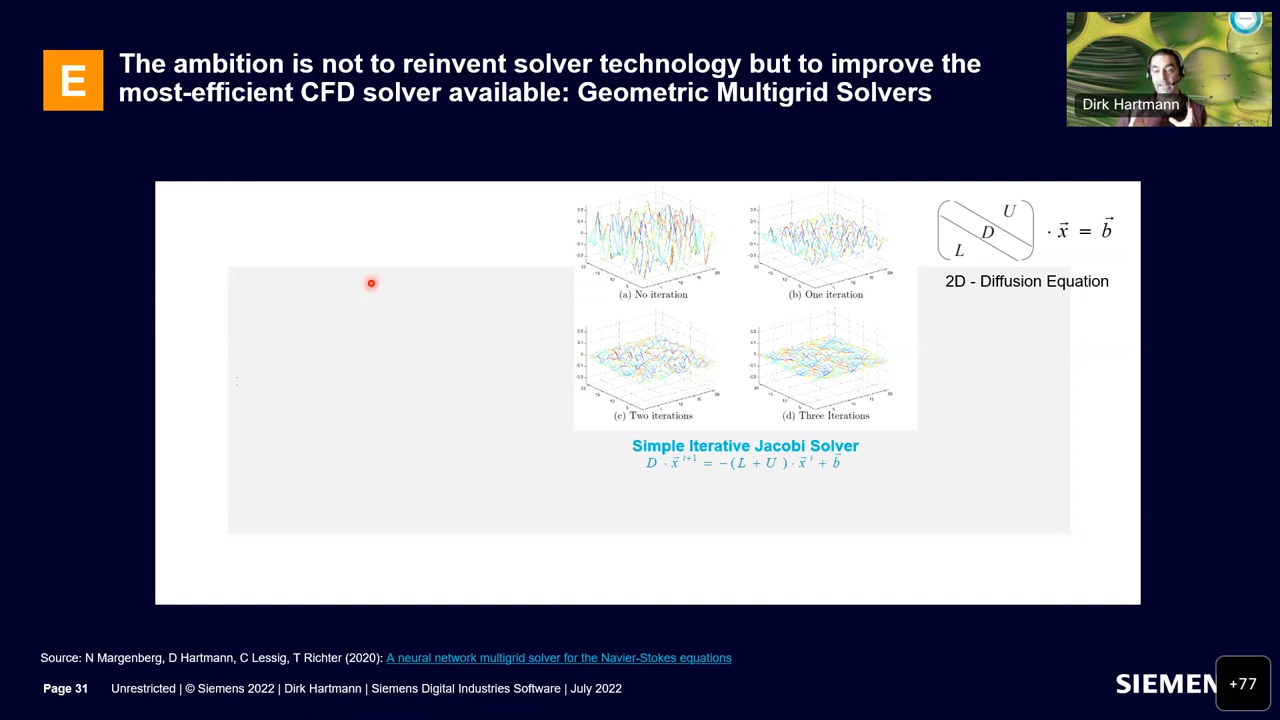 E
The ambition is not to reinvent solver technology but to improve the
most-efficient CFD solver available: Geometric Multigrid Solvers
Dirk Hartmann
(a) No iteration
(b) One iteration
(c) Two iterations
(d) Three Iterations
U
D
L
· x⃗ = b⃗
2D - Diffusion Equation
Simple Iterative Jacobi Solver
D · x⃗ ᵗ⁺¹ = −(L + U) · x⃗ ᵗ + b⃗
Source: N Margenberg, D Hartmann, C Lessig, T Richter (2020): A neural network multigrid solver for the Navier-Stokes equations
Page 31 Unrestricted | © Siemens 2022 | Dirk Hartmann | Siemens Digital Industries Software | July 2022
SIEMEN
+77